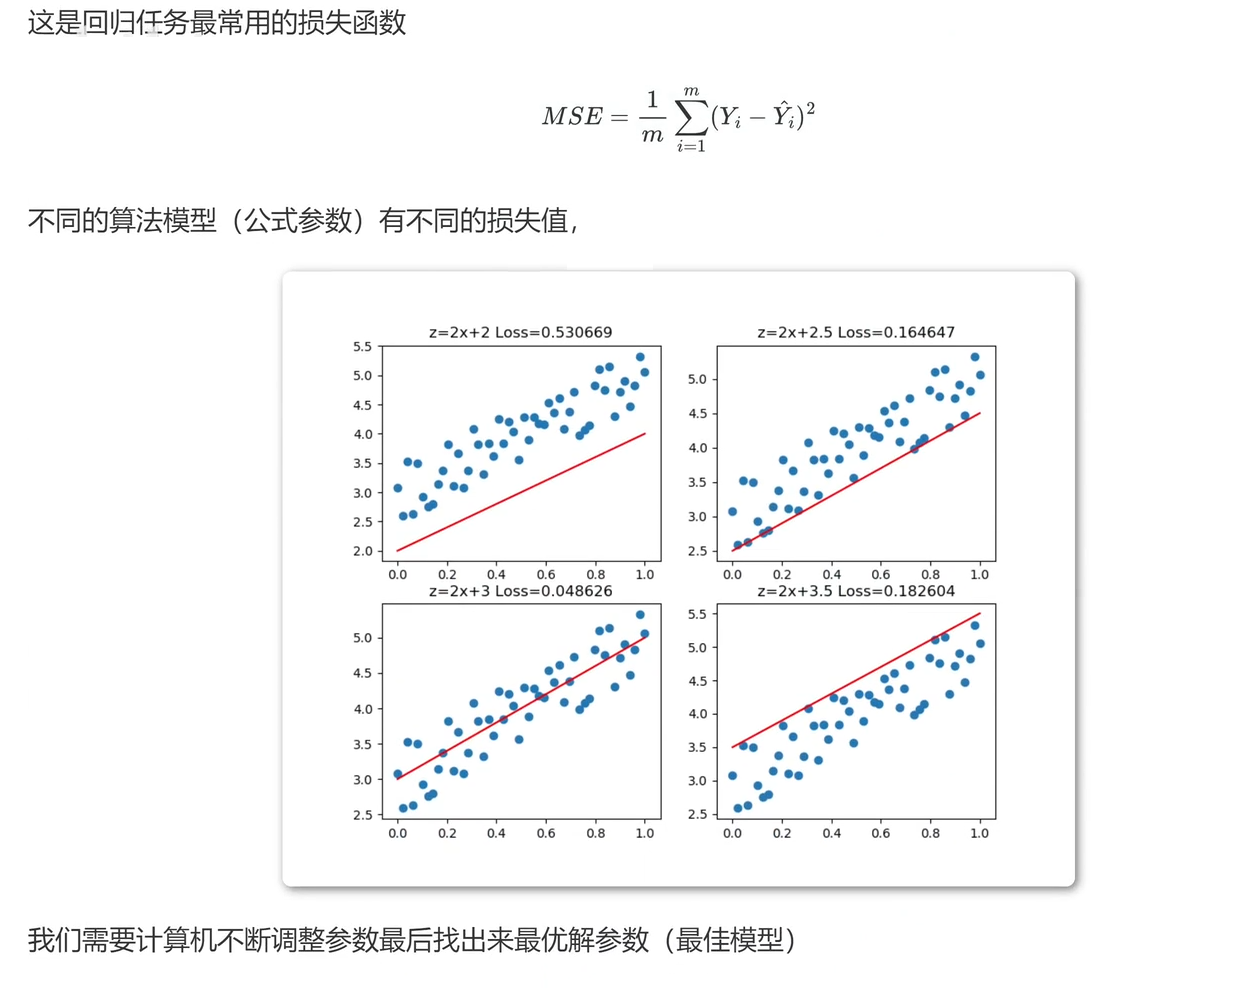 这是回归任务最常用的损失函数
MSE = \frac{1}{m} \sum_{i=1}^{m} (Y_i - \hat{Y}_i)^2
不同的算法模型（公式参数）有不同的损失值，
z=2x+2 Loss=0.530669
5.5
5.0
4.5
4.0
3.5
3.0
2.5
2.0
0.0 0.2 0.4 0.6 0.8 1.0
z=2x+2.5 Loss=0.164647
5.0
4.5
4.0
3.5
3.0
2.5
0.0 0.2 0.4 0.6 0.8 1.0
z=2x+3 Loss=0.048626
5.0
4.5
4.0
3.5
3.0
2.5
0.0 0.2 0.4 0.6 0.8 1.0
z=2x+3.5 Loss=0.182604
5.5
5.0
4.5
4.0
3.5
3.0
2.5
0.0 0.2 0.4 0.6 0.8 1.0
我们需要计算机不断调整参数最后找出来最优解参数（最佳模型）